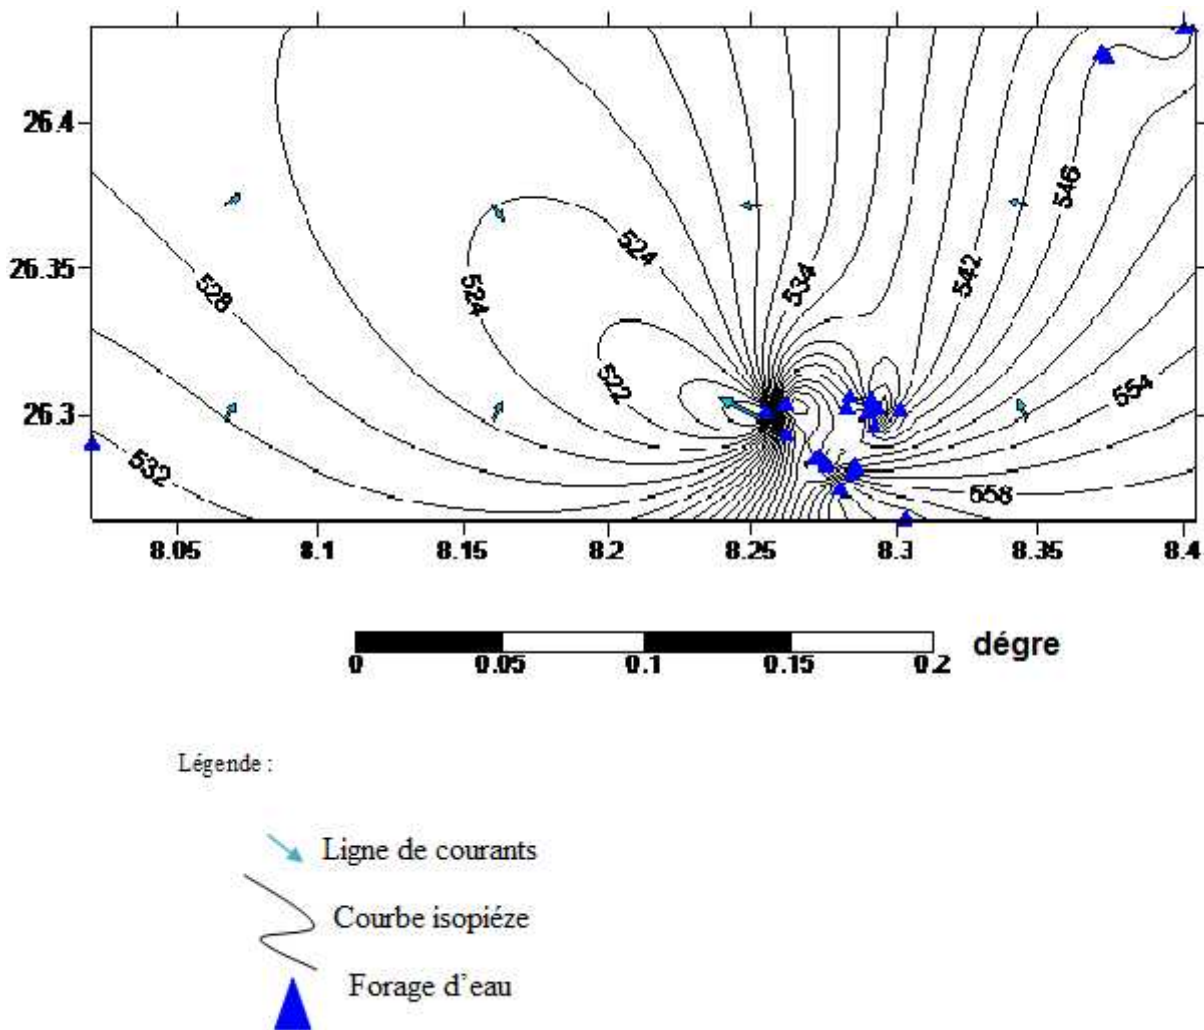 26.4
26.35
26.3
546
524
534
542
524
528
522
554
532
558
8.05 8.1 8.15 8.2 8.25 8.3 8.35 8.4
dégre
0 0.05 0.1 0.15 0.2
Légende :
Ligne de courants
Courbe isopiéze
Forage d'eau